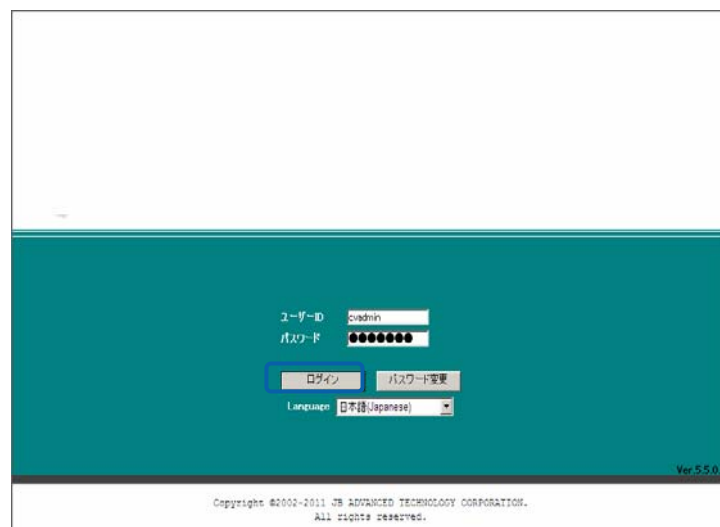 ユーザーID cvadmin
パスワード ●●●●●●●
ログイン パスワード変更
Language 日本語(Japanese)
Ver.5.5.0
Copyright ©2002-2011 JB ADVANCED TECHNOLOGY CORPORATION.
All rights reserved.